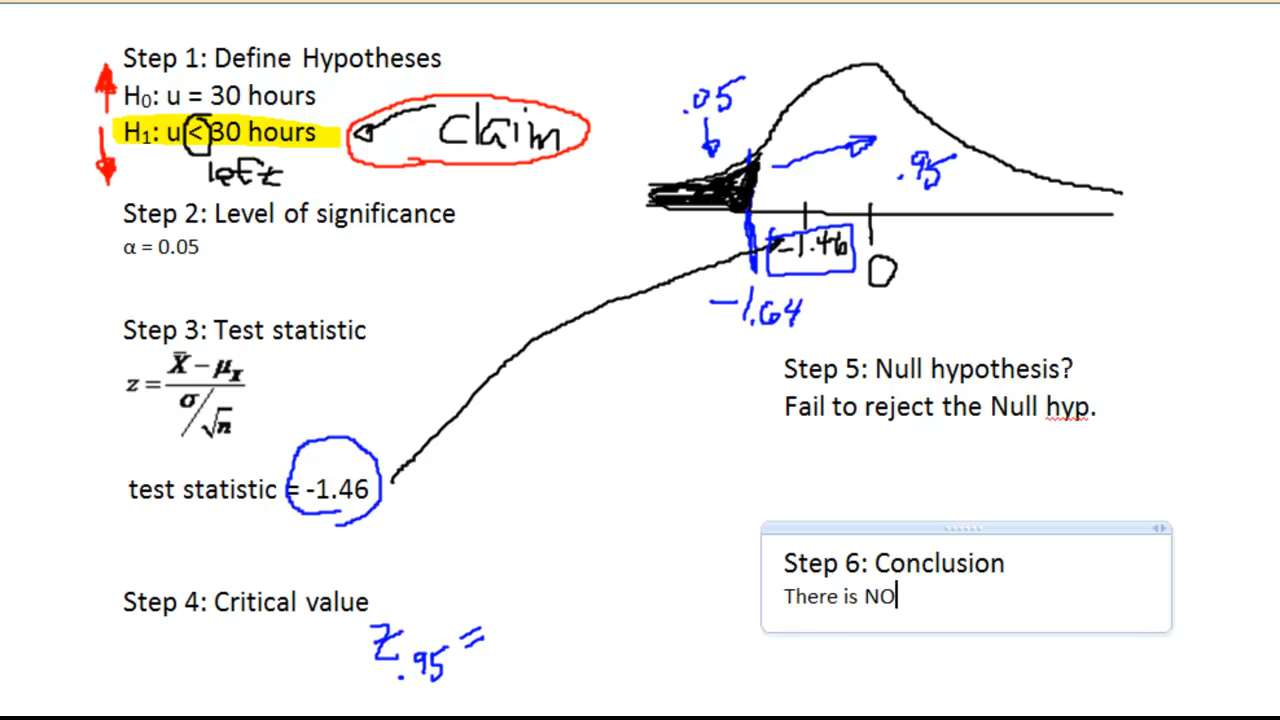 Step 1: Define Hypotheses
H₀: u = 30 hours
H₁: u < 30 hours
claim
left
Step 2: Level of significance
α = 0.05
Step 3: Test statistic
z = X̄ − μ_X̄ / σ/√n
test statistic = -1.46
Step 4: Critical value
z.95 =
.05
.95
-1.46
0
-1.64
Step 5: Null hypothesis?
Fail to reject the Null hyp.
Step 6: Conclusion
There is NO